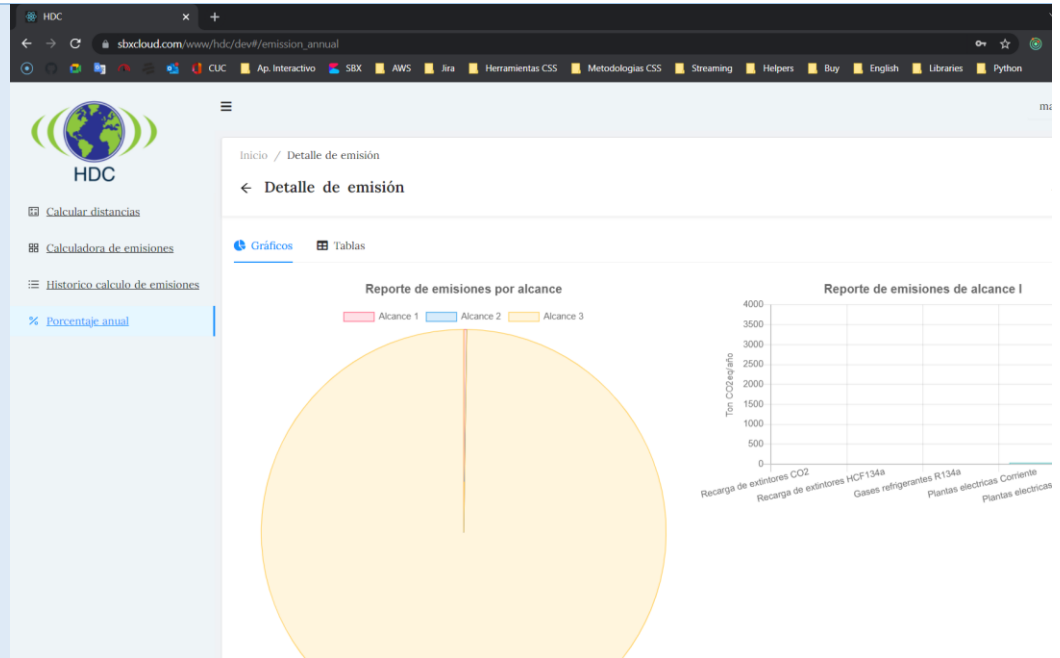 HDC
sbxcloud.com/www/hdc/dev#/emission_annual
CUC Ap. Interactivo SBX AWS Jira Herramientas CSS Metodologias CSS Streaming Helpers Buy English Libraries Python
HDC
ma
Inicio / Detalle de emisión
← Detalle de emisión
Calcular distancias
Calculadora de emisiones
Historico calculo de emisiones
Porcentaje anual
Gráficos Tablas
Reporte de emisiones por alcance
Alcance 1 Alcance 2 Alcance 3
Reporte de emisiones de alcance I
Ton CO2eq/año
4000
3500
3000
2500
2000
1500
1000
500
0
Recarga de extintores CO2
Recarga de extintores HCF134a
Gases refrigerantes R134a
Plantas electricas Corriente
Plantas electricas